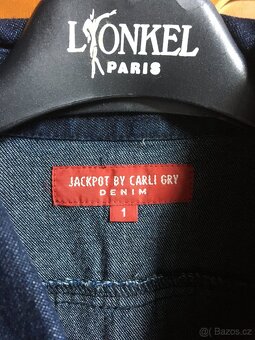 LYONKEL
PARIS
JACKPOT BY CARLI GRY
DENIM
1
© Bazos.cz